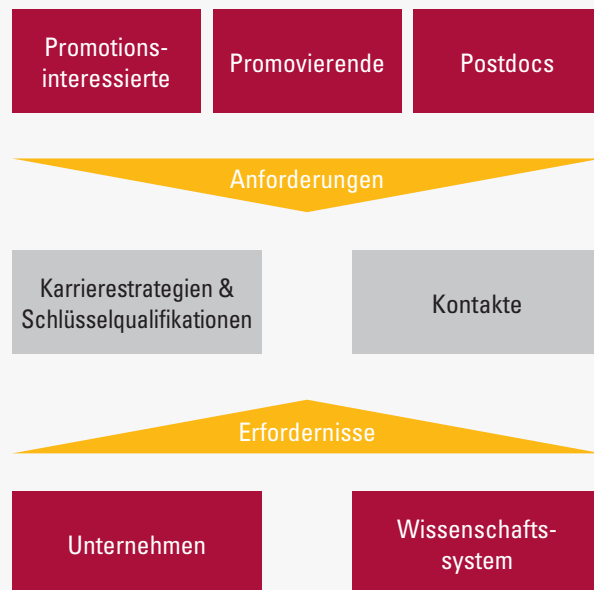 Promotions-
interessierte
Promovierende
Postdocs
Anforderungen
Karrierestrategien &
Schlüsselqualifikationen
Kontakte
Erfordernisse
Unternehmen
Wissenschafts-
system